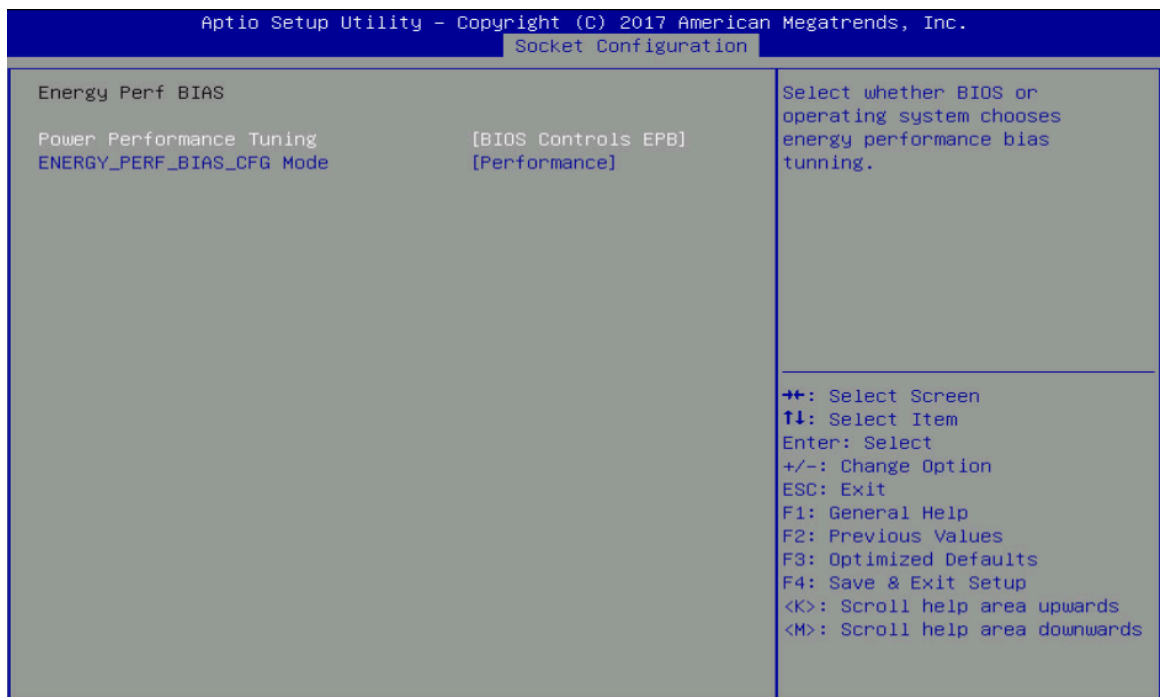 Aptio Setup Utility – Copyright (C) 2017 American Megatrends, Inc.
Socket Configuration
Energy Perf BIAS
Power Performance Tuning [BIOS Controls EPB]
ENERGY_PERF_BIAS_CFG Mode [Performance]
Select whether BIOS or
operating system chooses
energy performance bias
tunning.
→←: Select Screen
↑↓: Select Item
Enter: Select
+/-: Change Option
ESC: Exit
F1: General Help
F2: Previous Values
F3: Optimized Defaults
F4: Save & Exit Setup
<K>: Scroll help area upwards
<M>: Scroll help area downwards